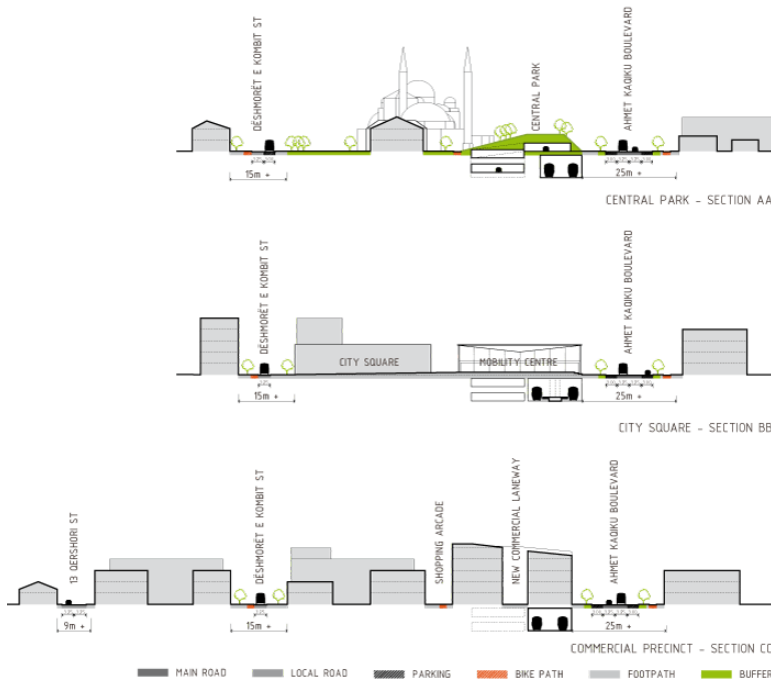 DËSHMORËT E KOMBIT ST
CENTRAL PARK
AHMET KAQIKU BOULEVARD
15m +
25m +
CENTRAL PARK - SECTION AA
DËSHMORËT E KOMBIT ST
AHMET KAQIKU BOULEVARD
CITY SQUARE
MOBILITY CENTRE
15m +
25m +
CITY SQUARE - SECTION BB
13 QERSHORI ST
DËSHMORËT E KOMBIT ST
SHOPPING ARCADE
NEW COMMERCIAL LANEWAY
AHMET KAQIKU BOULEVARD
9m +
15m +
25m +
COMMERCIAL PRECINCT - SECTION CC
MAIN ROAD
LOCAL ROAD
PARKING
BIKE PATH
FOOTPATH
BUFFER